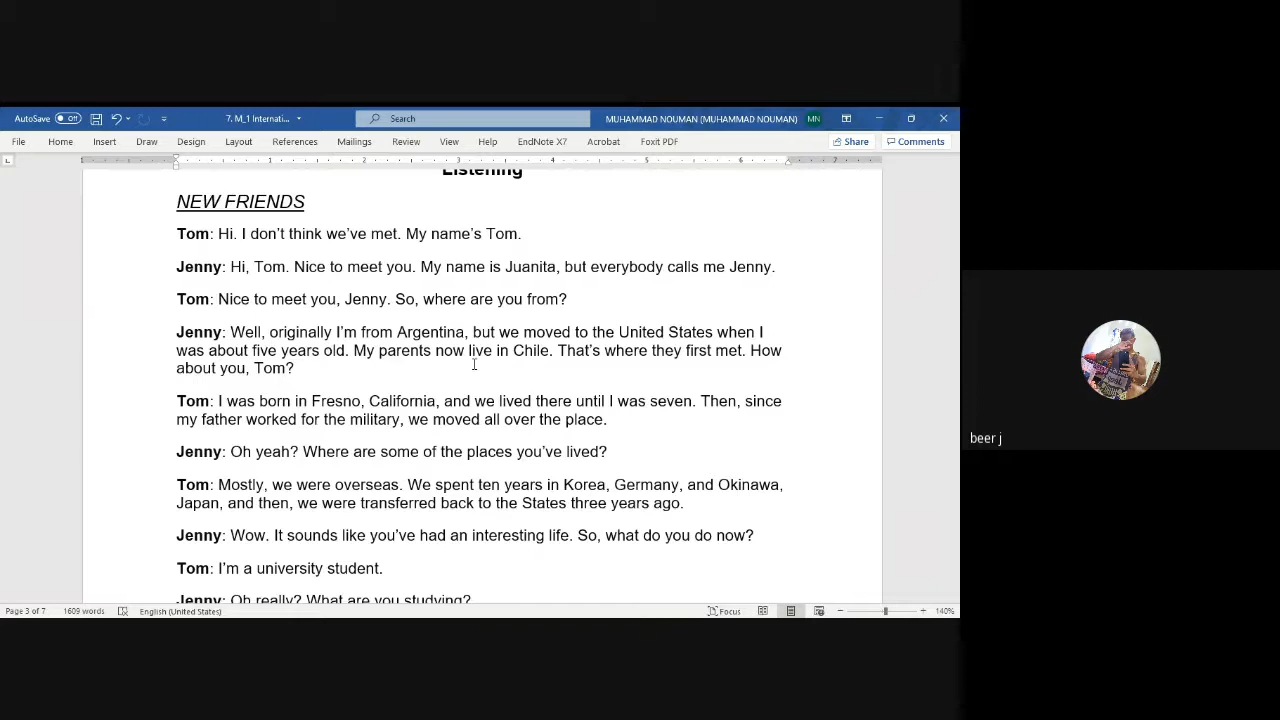 AutoSave Off 7. M_1 Internati... Search MUHAMMAD NOUMAN (MUHAMMAD NOUMAN) MN
File Home Insert Draw Design Layout References Mailings Review View Help EndNote X7 Acrobat Foxit PDF Share Comments
1 1 2 3 4 5 6 7
Listening
NEW FRIENDS
Tom: Hi. I don't think we've met. My name's Tom.
Jenny: Hi, Tom. Nice to meet you. My name is Juanita, but everybody calls me Jenny.
Tom: Nice to meet you, Jenny. So, where are you from?
Jenny: Well, originally I'm from Argentina, but we moved to the United States when I
was about five years old. My parents now live in Chile. That's where they first met. How
about you, Tom?
Tom: I was born in Fresno, California, and we lived there until I was seven. Then, since
my father worked for the military, we moved all over the place.
Jenny: Oh yeah? Where are some of the places you've lived?
Tom: Mostly, we were overseas. We spent ten years in Korea, Germany, and Okinawa,
Japan, and then, we were transferred back to the States three years ago.
Jenny: Wow. It sounds like you've had an interesting life. So, what do you do now?
Tom: I'm a university student.
Jenny: Oh really? What are you studying?
Page 3 of 7 1609 words English (United States) Focus 140%
beer j